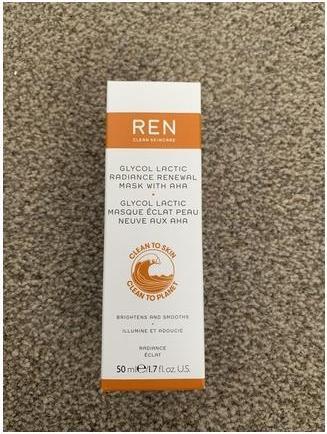 REN
CLEAN SKINCARE
GLYCOL LACTIC
RADIANCE RENEWAL
MASK WITH AHA
•
GLYCOL LACTIC
MASQUE ÉCLAT PEAU
NEUVE AUX AHA
CLEAN TO SKIN
CLEAN TO PLANET
BRIGHTENS AND SMOOTHS
•
ILLUMINE ET ADOUCIE
RADIANCE
ÉCLAT
50 ml℮/1.7 fl.oz. U.S.